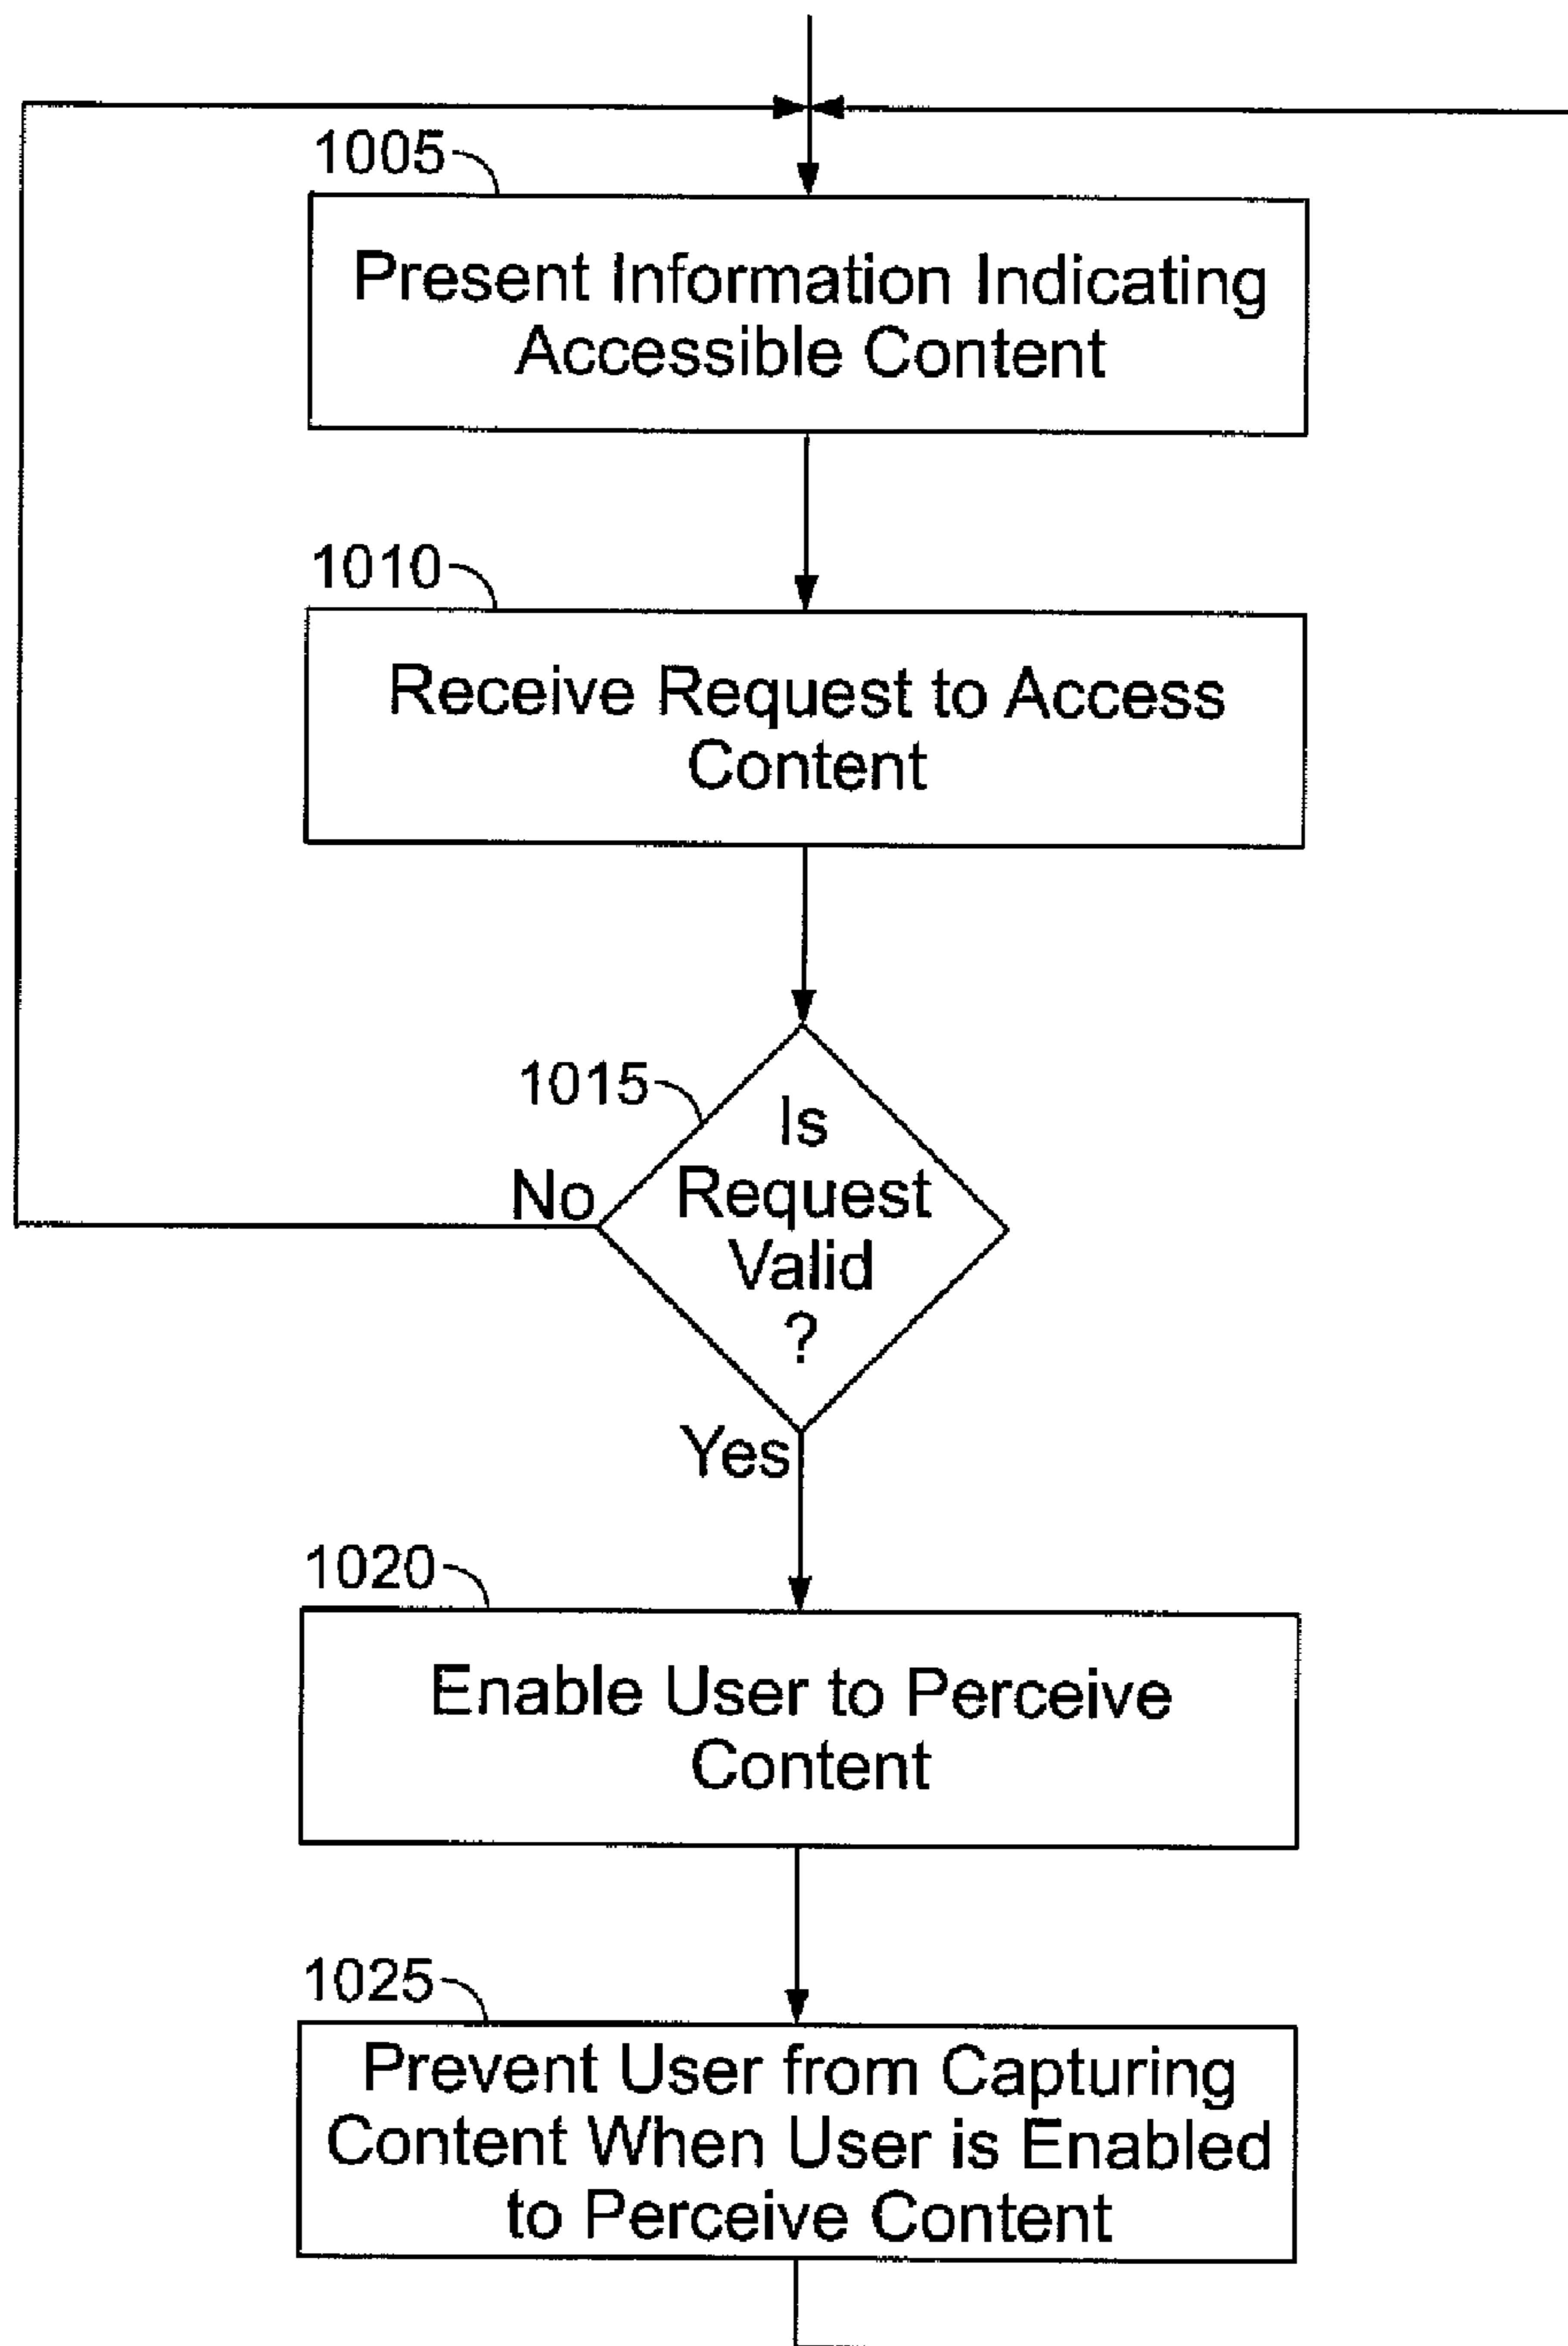 1005
Present Information Indicating
Accessible Content
1010
Receive Request to Access
Content
1015
Is
Request
Valid
?
No
Yes
1020
Enable User to Perceive
Content
1025
Prevent User from Capturing
Content When User is Enabled
to Perceive Content